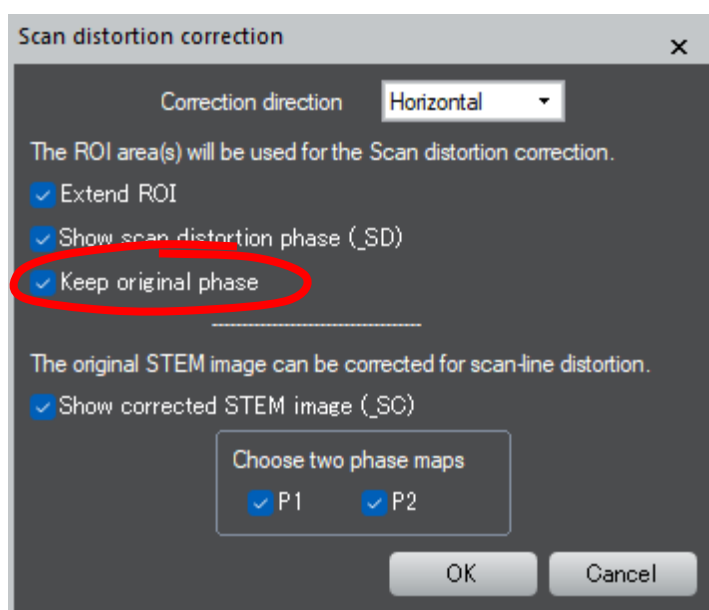 Scan distortion correction
Correction direction Horizontal
The ROI area(s) will be used for the Scan distortion correction.
Extend ROI
Show scan distortion phase (_SD)
Keep original phase
The original STEM image can be corrected for scan-line distortion.
Show corrected STEM image (_SC)
Choose two phase maps
P1 P2
OK Cancel